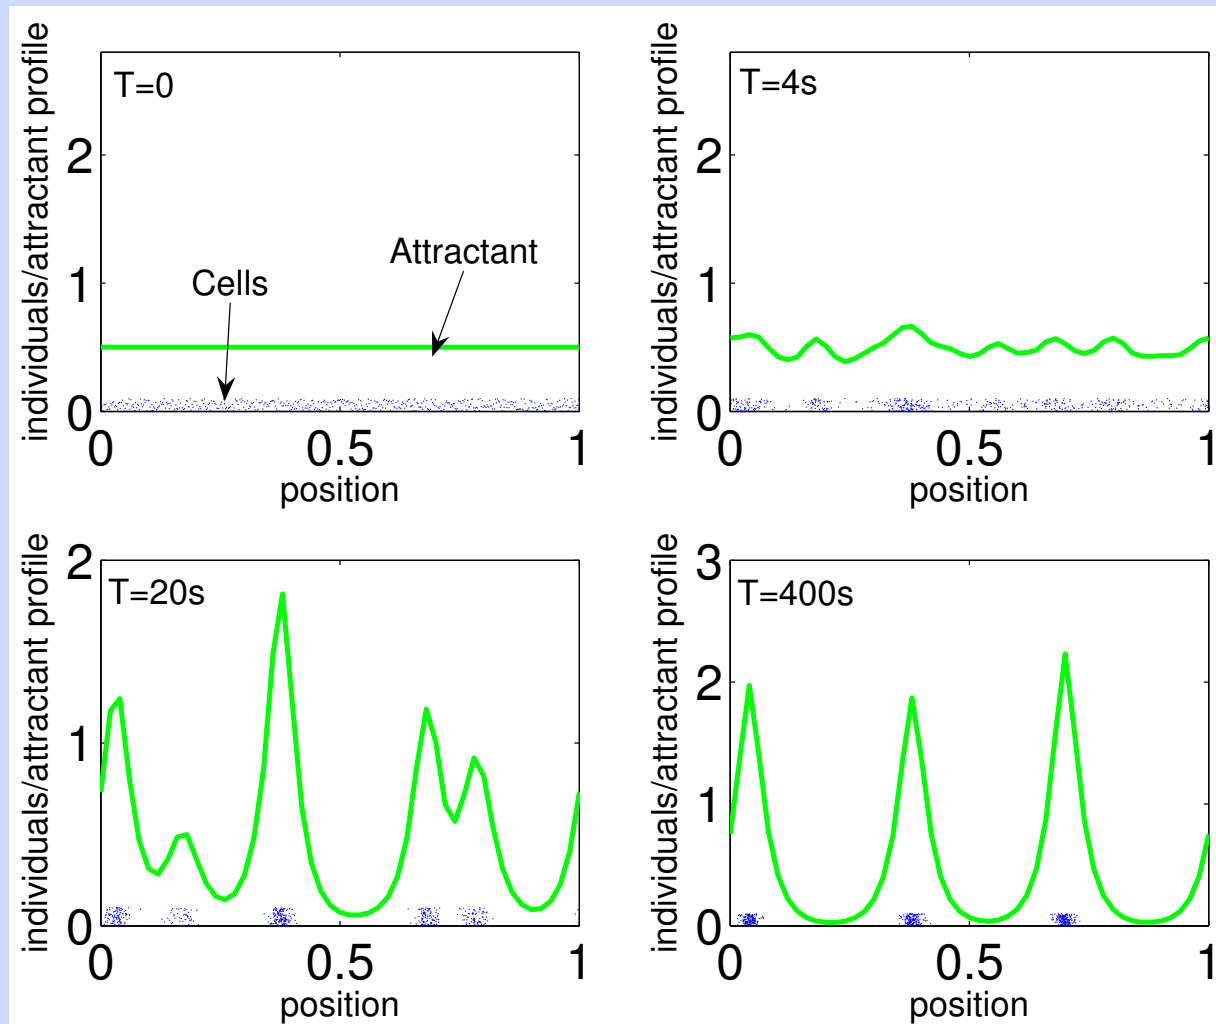 individuals/attractant profile
T=0
2
1
0
Attractant
Cells
0 0.5 1
position
individuals/attractant profile
T=4s
2
1
0
0 0.5 1
position
individuals/attractant profile
T=20s
2
1
0
0 0.5 1
position
individuals/attractant profile
T=400s
3
2
1
0
0 0.5 1
position